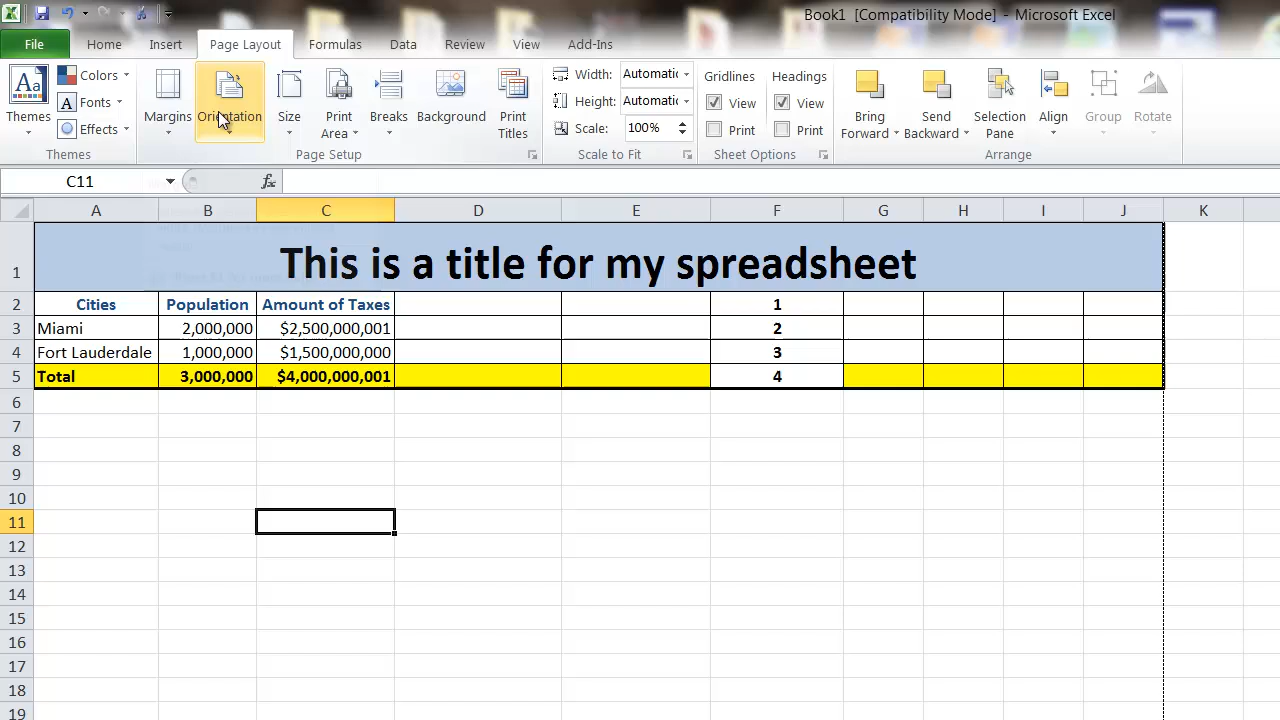 Book1  [Compatibility Mode]  -  Microsoft Excel
File Home Insert Page Layout Formulas Data Review View Add-Ins
Themes
Colors
Fonts
Effects
Themes
Margins
Orientation
Size
Print Area
Breaks
Background
Print Titles
Page Setup
Width: Automatic
Height: Automatic
Scale: 100%
Scale to Fit
Gridlines
View
Print
Headings
View
Print
Sheet Options
Bring Forward
Send Backward
Selection Pane
Align
Group
Rotate
Arrange
C11 fx
A B C D E F G H I J K
1 This is a title for my spreadsheet
2 Cities Population Amount of Taxes 1
3 Miami 2,000,000 $2,500,000,001 2
4 Fort Lauderdale 1,000,000 $1,500,000,000 3
5 Total 3,000,000 $4,000,000,001 4
6
7
8
9
10
11
12
13
14
15
16
17
18
19